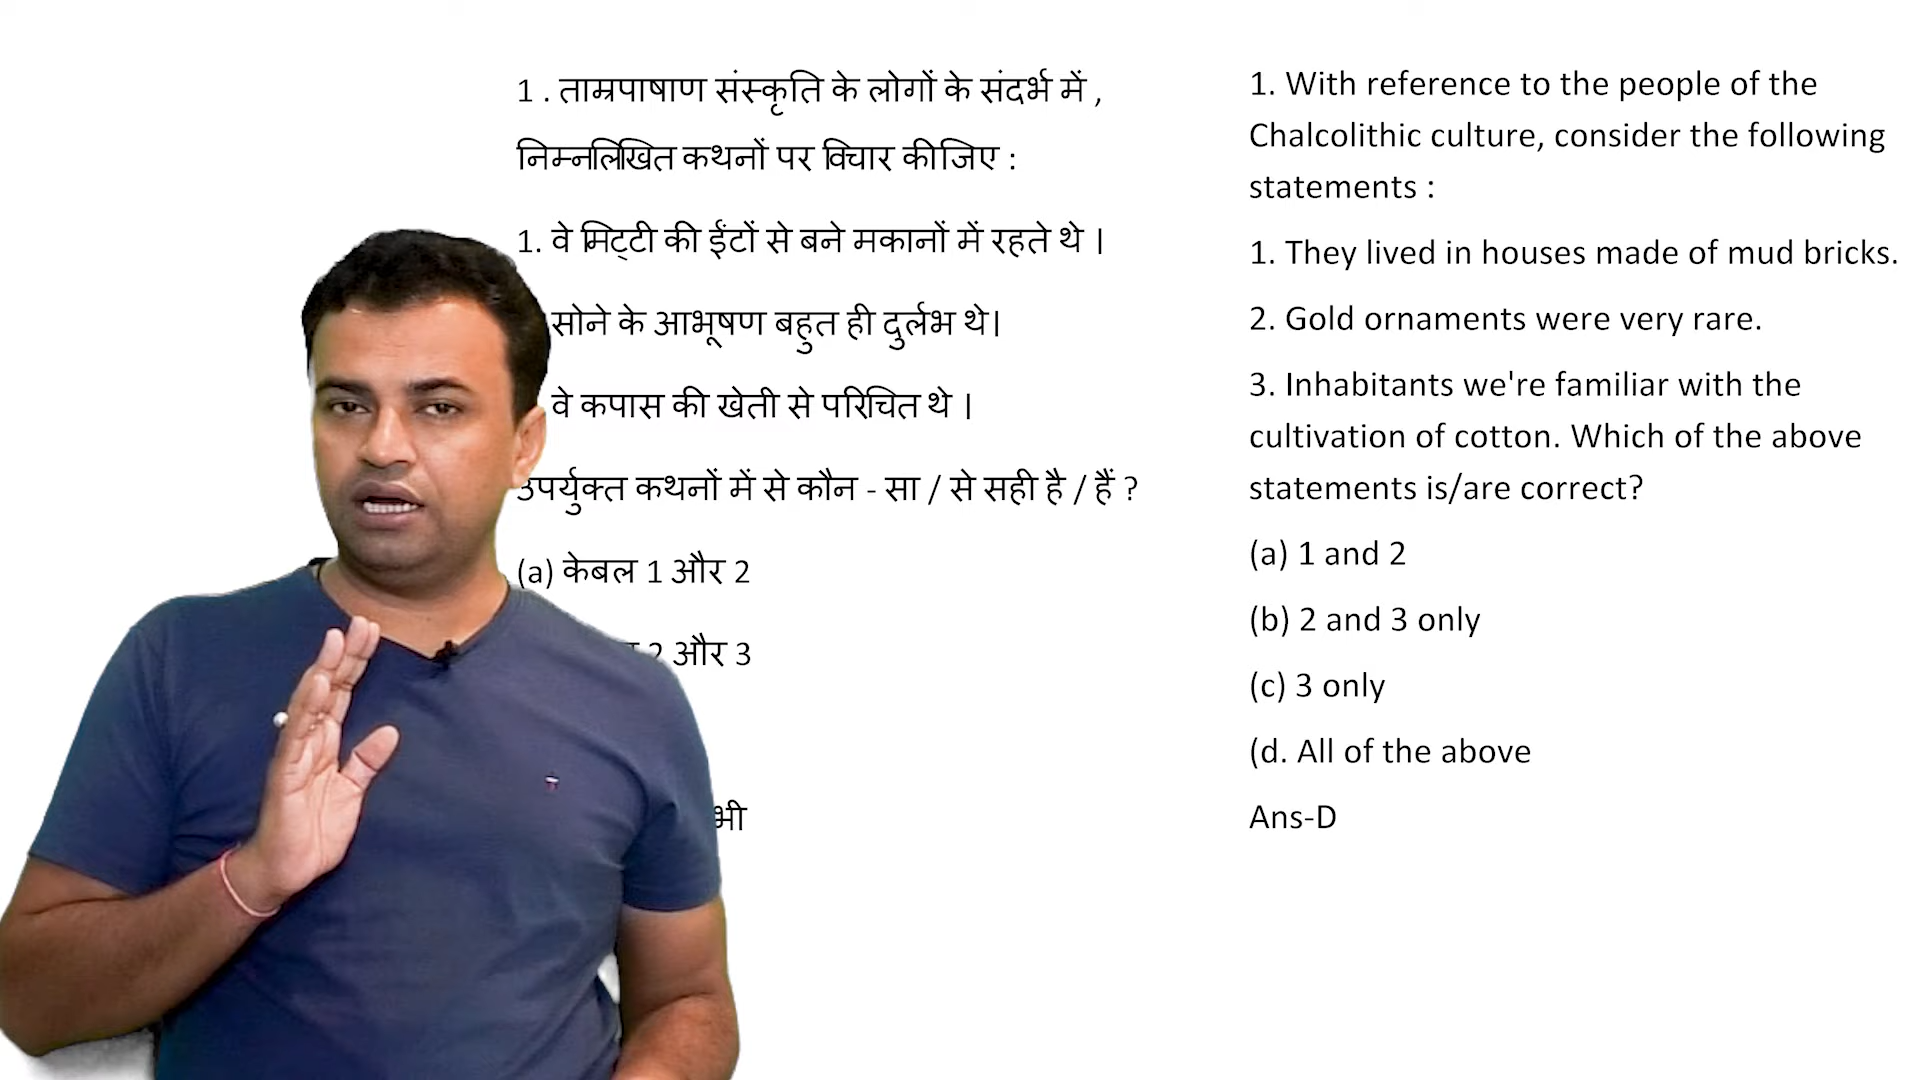 1 . ताम्रपाषाण संस्कृति के लोगों के संदर्भ में ,
निम्नलिखित कथनों पर विचार कीजिए :
1. वे मिट्टी की ईंटों से बने मकानों में रहते थे ।
सोने के आभूषण बहुत ही दुर्लभ थे।
वे कपास की खेती से परिचित थे ।
उपर्युक्त कथनों में से कौन - सा / से सही है / हैं ?
(a) केबल 1 और 2
2 और 3
1. With reference to the people of the
Chalcolithic culture, consider the following
statements :
1. They lived in houses made of mud bricks.
2. Gold ornaments were very rare.
3. Inhabitants we're familiar with the
cultivation of cotton. Which of the above
statements is/are correct?
(a) 1 and 2
(b) 2 and 3 only
(c) 3 only
(d. All of the above
Ans-D